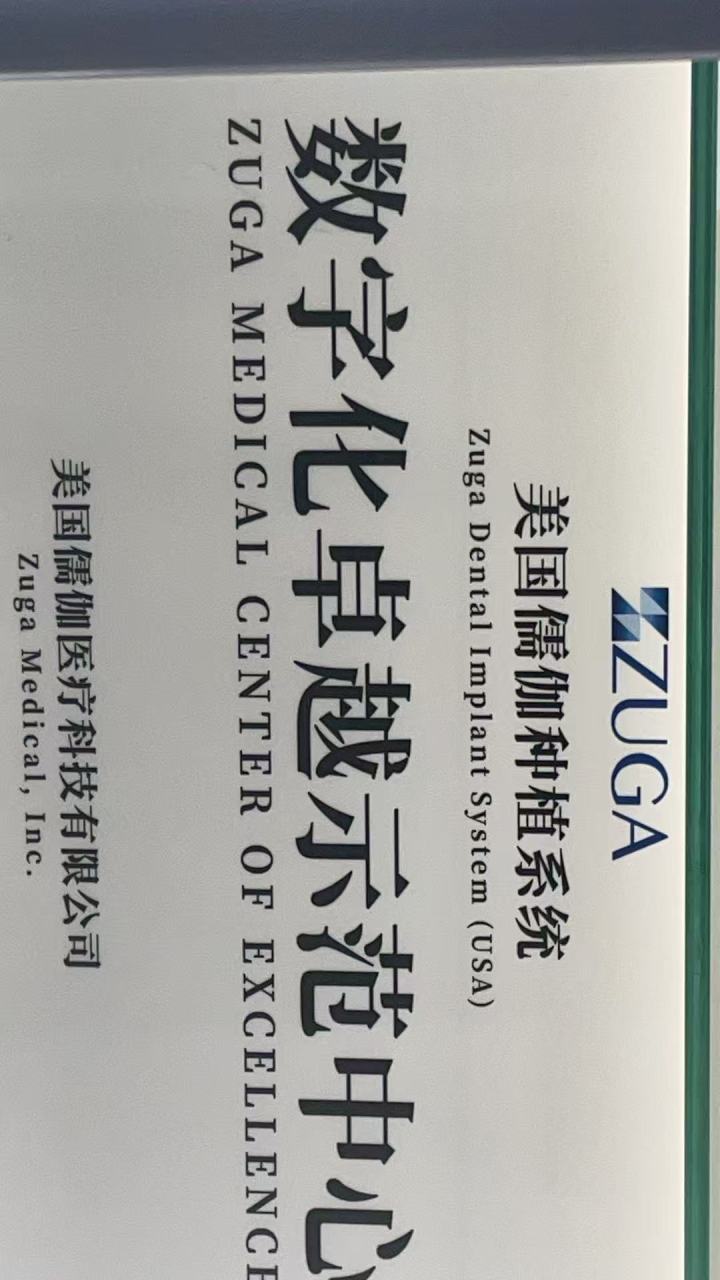 ZUGA
美国儒伽种植系统
Zuga Dental Implant System (USA)
数字化卓越示范中心
ZUGA MEDICAL CENTER OF EXCELLENCE
美国儒伽医疗科技有限公司
Zuga Medical, Inc.